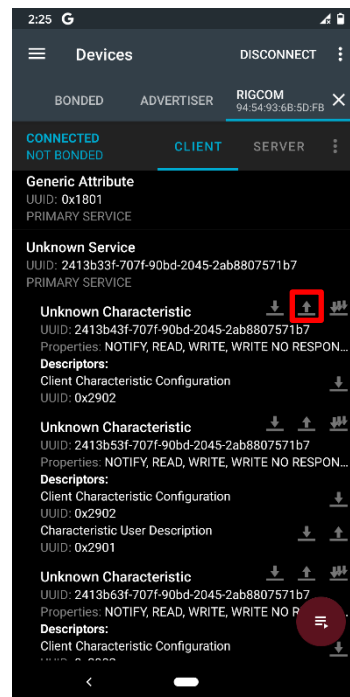 2:25 G
Devices DISCONNECT
BONDED ADVERTISER RIGCOM
94:54:93:6B:5D:FB
CONNECTED
NOT BONDED
CLIENT SERVER
Generic Attribute
UUID: 0x1801
PRIMARY SERVICE
Unknown Service
UUID: 2413b33f-707f-90bd-2045-2ab8807571b7
PRIMARY SERVICE
Unknown Characteristic
UUID: 2413b43f-707f-90bd-2045-2ab8807571b7
Properties: NOTIFY, READ, WRITE, WRITE NO RESPON...
Descriptors:
Client Characteristic Configuration
UUID: 0x2902
Unknown Characteristic
UUID: 2413b53f-707f-90bd-2045-2ab8807571b7
Properties: NOTIFY, READ, WRITE, WRITE NO RESPON...
Descriptors:
Client Characteristic Configuration
UUID: 0x2902
Characteristic User Description
UUID: 0x2901
Unknown Characteristic
UUID: 2413b63f-707f-90bd-2045-2ab8807571b7
Properties: NOTIFY, READ, WRITE, WRITE NO R
Descriptors:
Client Characteristic Configuration